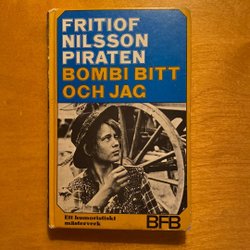 FRITIOF
NILSSON
PIRATEN
BOMBI BITT
OCH JAG
Ett humoristiskt
mästerverk
BFB